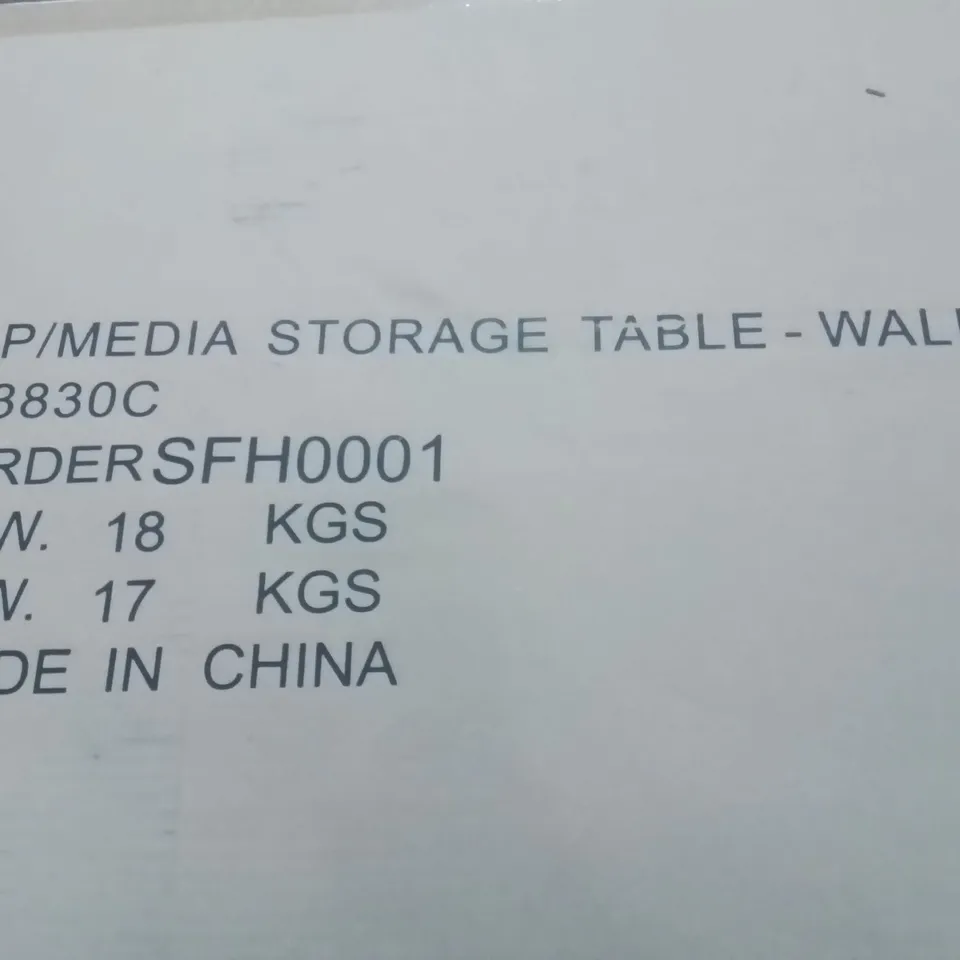 P/MEDIA STORAGE TABLE - WAL
3830C
RDER SFH0001
W. 18 KGS
W. 17 KGS
DE IN CHINA